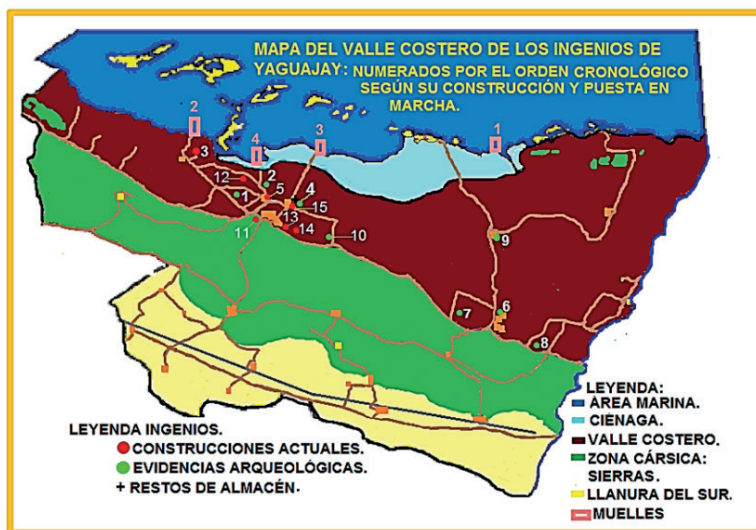 MAPA DEL VALLE COSTERO DE LOS INGENIOS DE
YAGUAJAY: NUMERADOS POR EL ORDEN CRONOLÓGICO
SEGÚN SU CONSTRUCCIÓN Y PUESTA EN
MARCHA.
2
4
3
1
3
12
2
5
4
1
15
13
11
14
10
9
7
6
8
LEYENDA:
ÁREA MARINA.
CIÉNAGA.
VALLE COSTERO.
ZONA CÁRSICA:
SIERRAS.
LLANURA DEL SUR.
MUELLES
LEYENDA INGENIOS.
CONSTRUCCIONES ACTUALES.
EVIDENCIAS ARQUEOLÓGICAS.
+ RESTOS DE ALMACÉN.